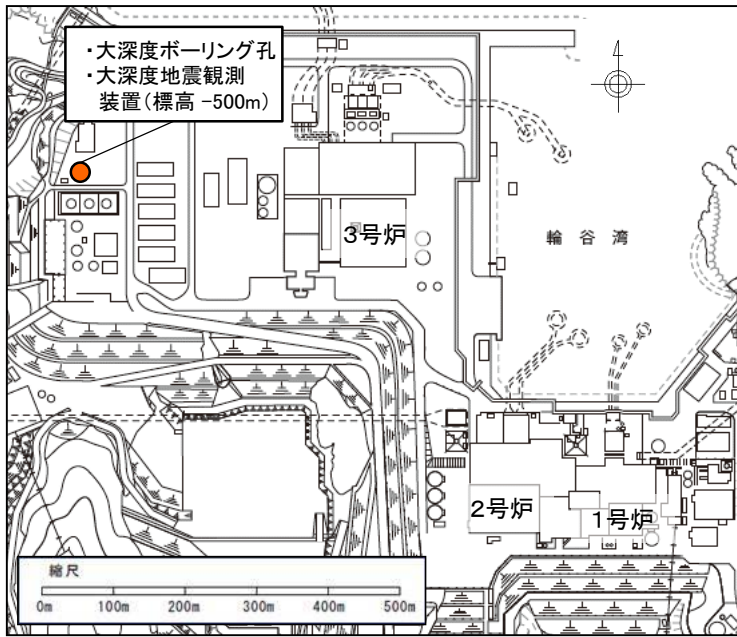 ・大深度ボーリング孔
・大深度地震観測
装置(標高 -500m)
3号炉
輪谷湾
2号炉
1号炉
縮尺
0m 100m 200m 300m 400m 500m